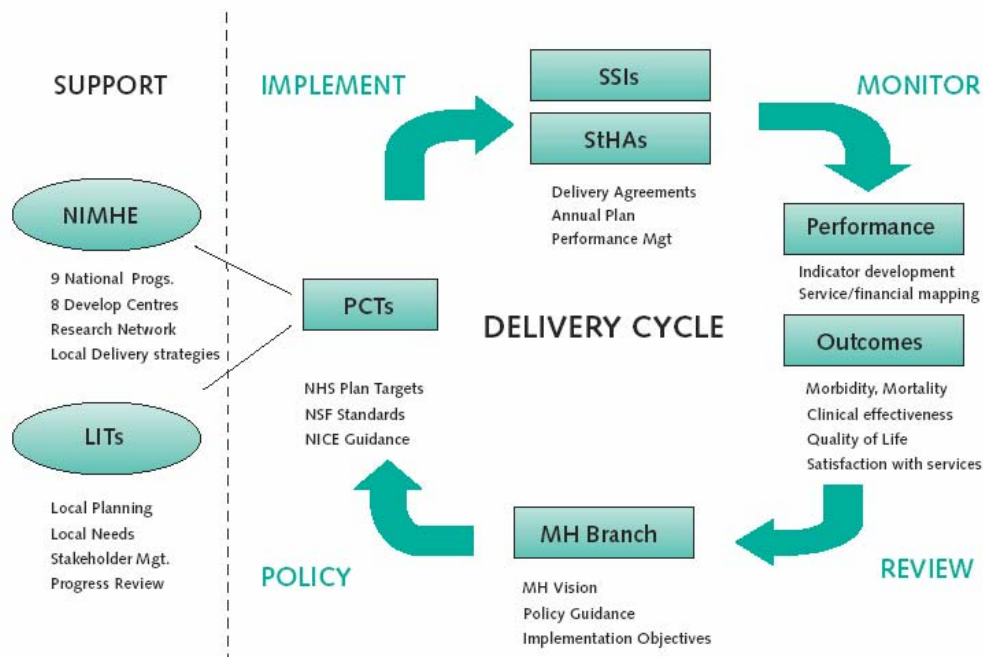 SUPPORT
NIMHE
9 National Progs.
8 Develop Centres
Research Network
Local Delivery strategies
LITs
Local Planning
Local Needs
Stakeholder Mgt.
Progress Review
IMPLEMENT
SSIs
StHAs
Delivery Agreements
Annual Plan
Performance Mgt
MONITOR
Performance
Indicator development
Service/financial mapping
Outcomes
Morbidity, Mortality
Clinical effectiveness
Quality of Life
Satisfaction with services
PCTs
NHS Plan Targets
NSF Standards
NICE Guidance
DELIVERY CYCLE
POLICY
MH Branch
MH Vision
Policy Guidance
Implementation Objectives
REVIEW